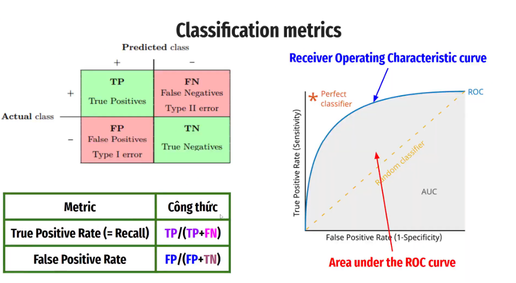 Classification metrics
Predicted class
+
−
Actual class
+
TP
True Positives
FN
False Negatives
Type II error
−
FP
False Positives
Type I error
TN
True Negatives
Metric
Công thức
True Positive Rate (= Recall)
TP/(TP+FN)
False Positive Rate
FP/(FP+TN)
Receiver Operating Characteristic curve
* Perfect
classifier
ROC
True Positive Rate (Sensitivity)
Random classifier
AUC
False Positive Rate (1-Specificity)
Area under the ROC curve